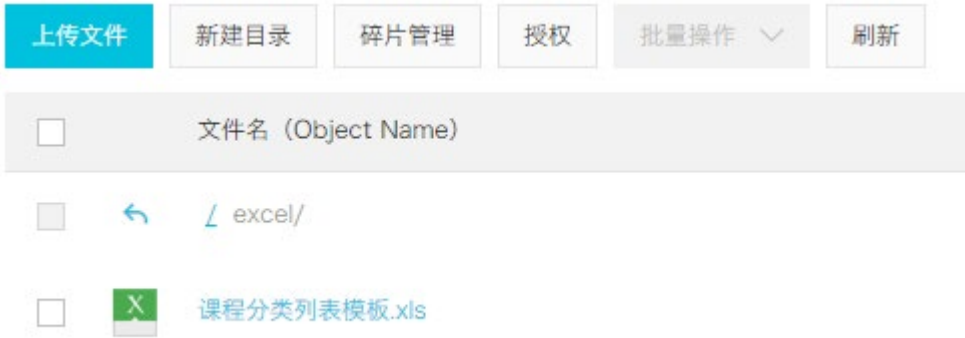 上传文件 新建目录 碎片管理 授权 批量操作 刷新
文件名（Object Name）
/ excel/
课程分类列表模板.xls